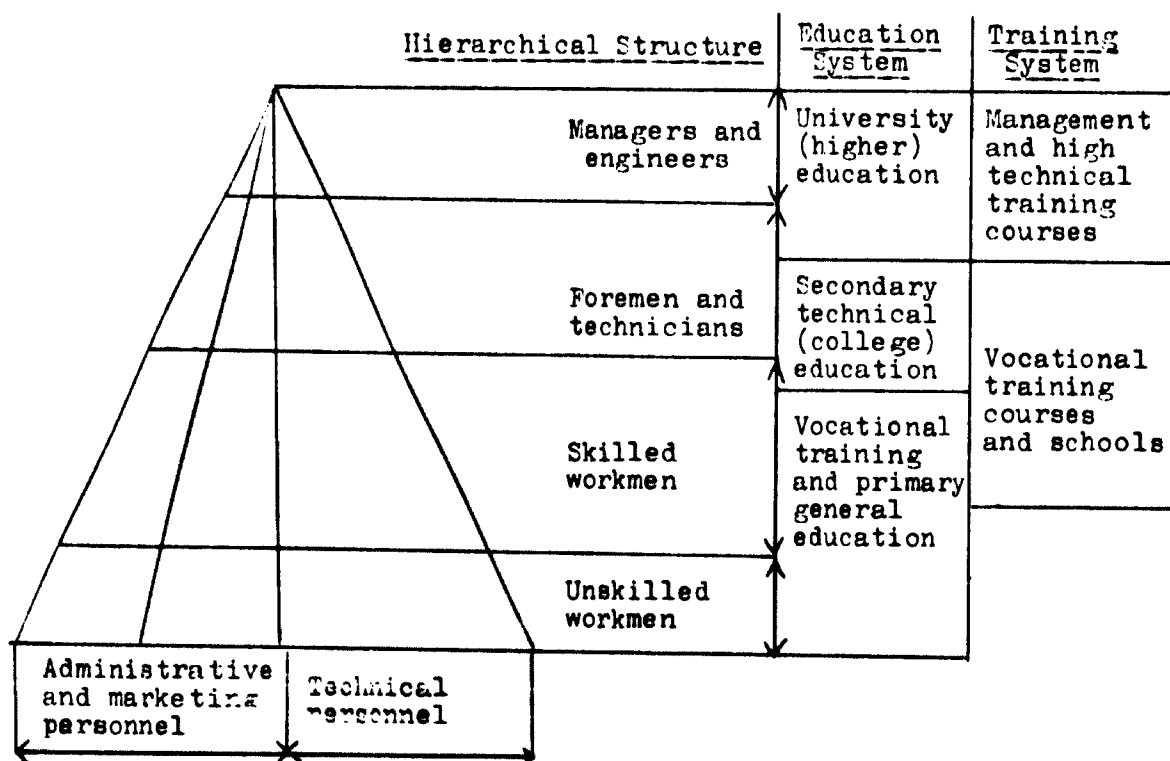 Hierarchical Structure
Education
System
Training
System
Managers and
engineers
University
(higher)
education
Management
and high
technical
training
courses
Foremen and
technicians
Secondary
technical
(college)
education
Vocational
training
courses
and schools
Skilled
workmen
Vocational
training
and primary
general
education
Unskilled
workmen
Administrative
and marketing
personnel
Technical
personnel